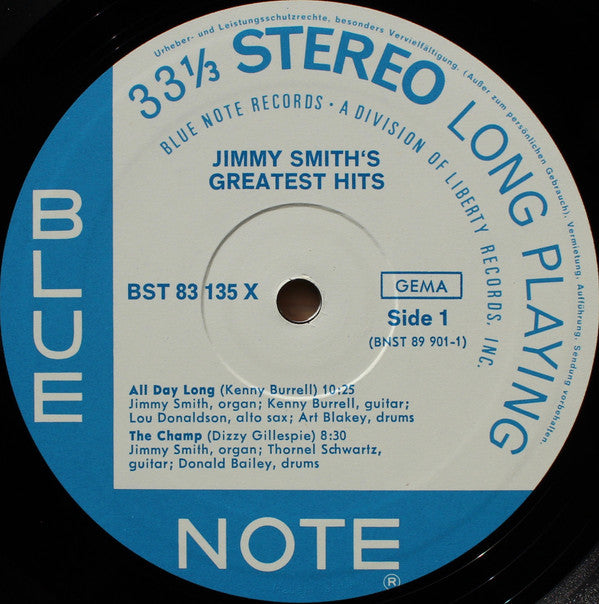 Urheber- und Leistungsschutzrechte, besonders Vervielfältigung, (Außer zum persönlichen Gebrauch), Vermietung, Aufführung, Sendung vorbehalten.
33⅓ STEREO LONG PLAYING
BLUE NOTE RECORDS • A DIVISION OF LIBERTY RECORDS, INC.
JIMMY SMITH'S
GREATEST HITS
BST 83 135 X
GEMA
Side 1
(BNST 89 901-1)
All Day Long (Kenny Burrell) 10:25
Jimmy Smith, organ; Kenny Burrell, guitar;
Lou Donaldson, alto sax; Art Blakey, drums
The Champ (Dizzy Gillespie) 8:30
Jimmy Smith, organ; Thornel Schwartz,
guitar; Donald Bailey, drums
BLUE
NOTE®